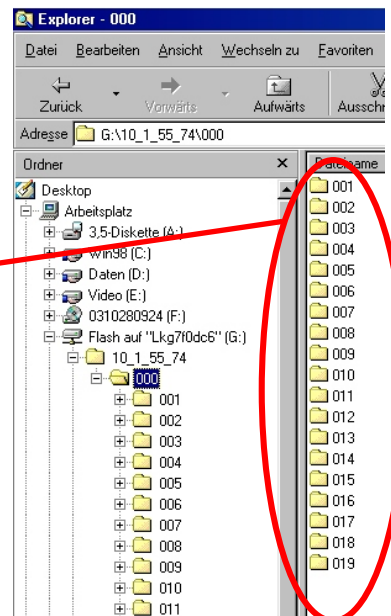 Explorer - 000
Datei Bearbeiten Ansicht Wechseln zu Favoriten
Zurück Vorwärts Aufwärts Ausschn
Adresse G:\10_1_55_74\000
Ordner ×
Dateiname
Desktop
Arbeitsplatz
3,5-Diskette (A:)
Win98 (C:)
Daten (D:)
Video (E:)
0310280924 (F:)
Flash auf "Lkg7f0dc6" (G:)
10_1_55_74
000
001
002
003
004
005
006
007
008
009
010
011
001
002
003
004
005
006
007
008
009
010
011
012
013
014
015
016
017
018
019